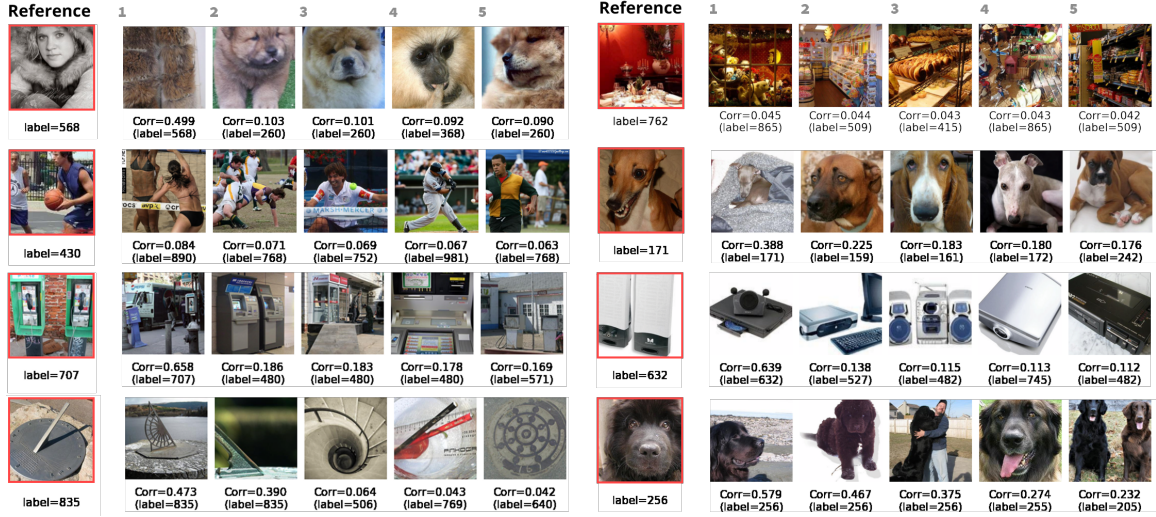 Reference 1 2 3 4 5
label=568
Corr=0.499 Corr=0.103 Corr=0.101 Corr=0.092 Corr=0.090
(label=568) (label=260) (label=260) (label=368) (label=260)
label=430
Corr=0.084 Corr=0.071 Corr=0.069 Corr=0.067 Corr=0.063
(label=890) (label=768) (label=752) (label=981) (label=768)
label=707
Corr=0.658 Corr=0.186 Corr=0.183 Corr=0.178 Corr=0.169
(label=707) (label=480) (label=480) (label=480) (label=571)
label=835
Corr=0.473 Corr=0.390 Corr=0.064 Corr=0.043 Corr=0.042
(label=835) (label=835) (label=506) (label=769) (label=640)
Reference 1 2 3 4 5
label=762
Corr=0.045 Corr=0.044 Corr=0.043 Corr=0.043 Corr=0.042
(label=865) (label=509) (label=415) (label=865) (label=509)
label=171
Corr=0.388 Corr=0.225 Corr=0.183 Corr=0.180 Corr=0.176
(label=171) (label=159) (label=161) (label=172) (label=242)
label=632
Corr=0.639 Corr=0.138 Corr=0.115 Corr=0.113 Corr=0.112
(label=632) (label=527) (label=482) (label=745) (label=482)
label=256
Corr=0.579 Corr=0.467 Corr=0.375 Corr=0.274 Corr=0.232
(label=256) (label=256) (label=256) (label=255) (label=205)